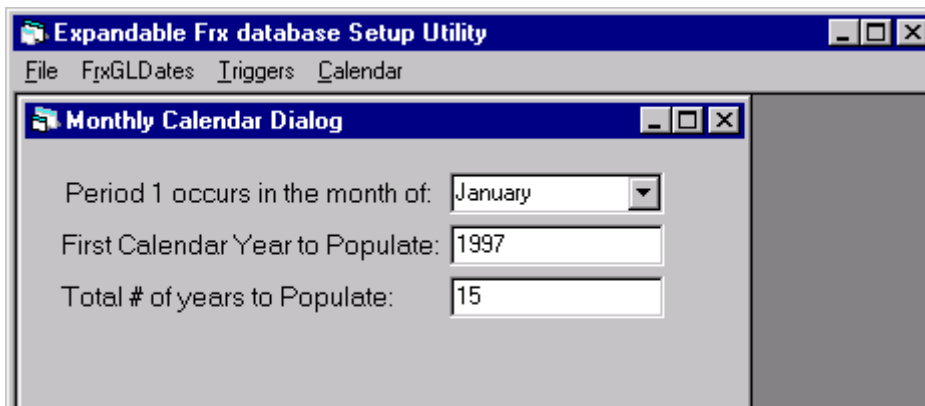 Expandable Frx database Setup Utility
File FrxGLDates Triggers Calendar
Monthly Calendar Dialog
Period 1 occurs in the month of: January
First Calendar Year to Populate: 1997
Total # of years to Populate: 15